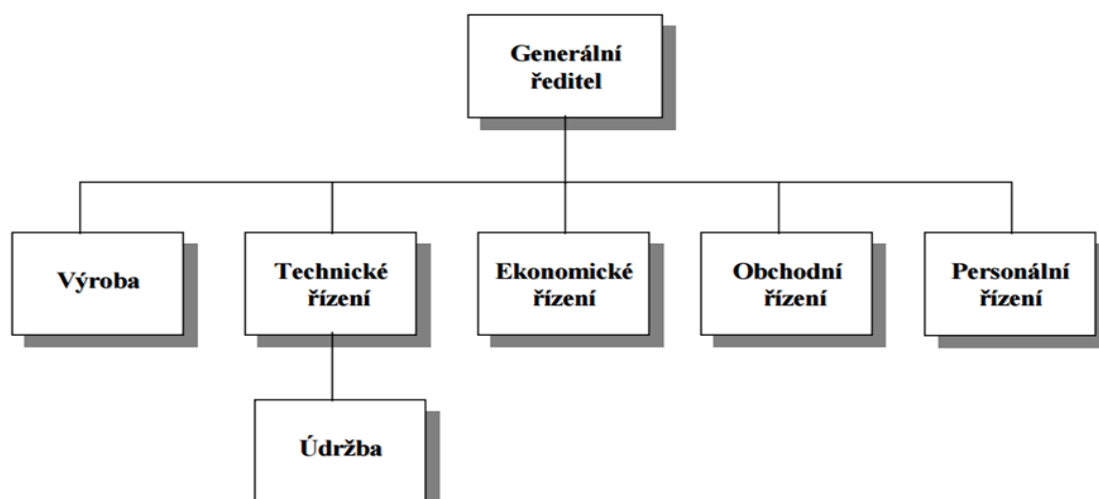 Generální
ředitel
Výroba
Technické
řízení
Ekonomické
řízení
Obchodní
řízení
Personální
řízení
Údržba